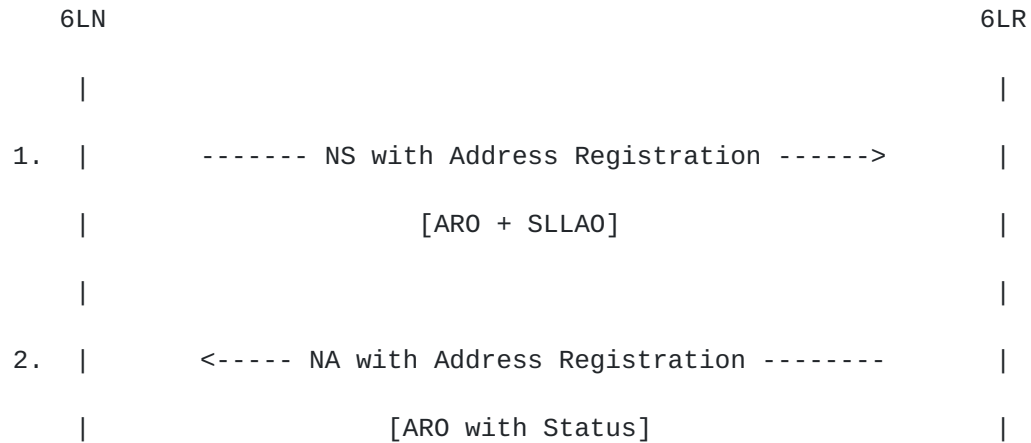 6LN 6LR
| |
1. | ------- NS with Address Registration ------> |
| [ARO + SLLAO] |
| |
2. | <----- NA with Address Registration -------- |
| [ARO with Status] |